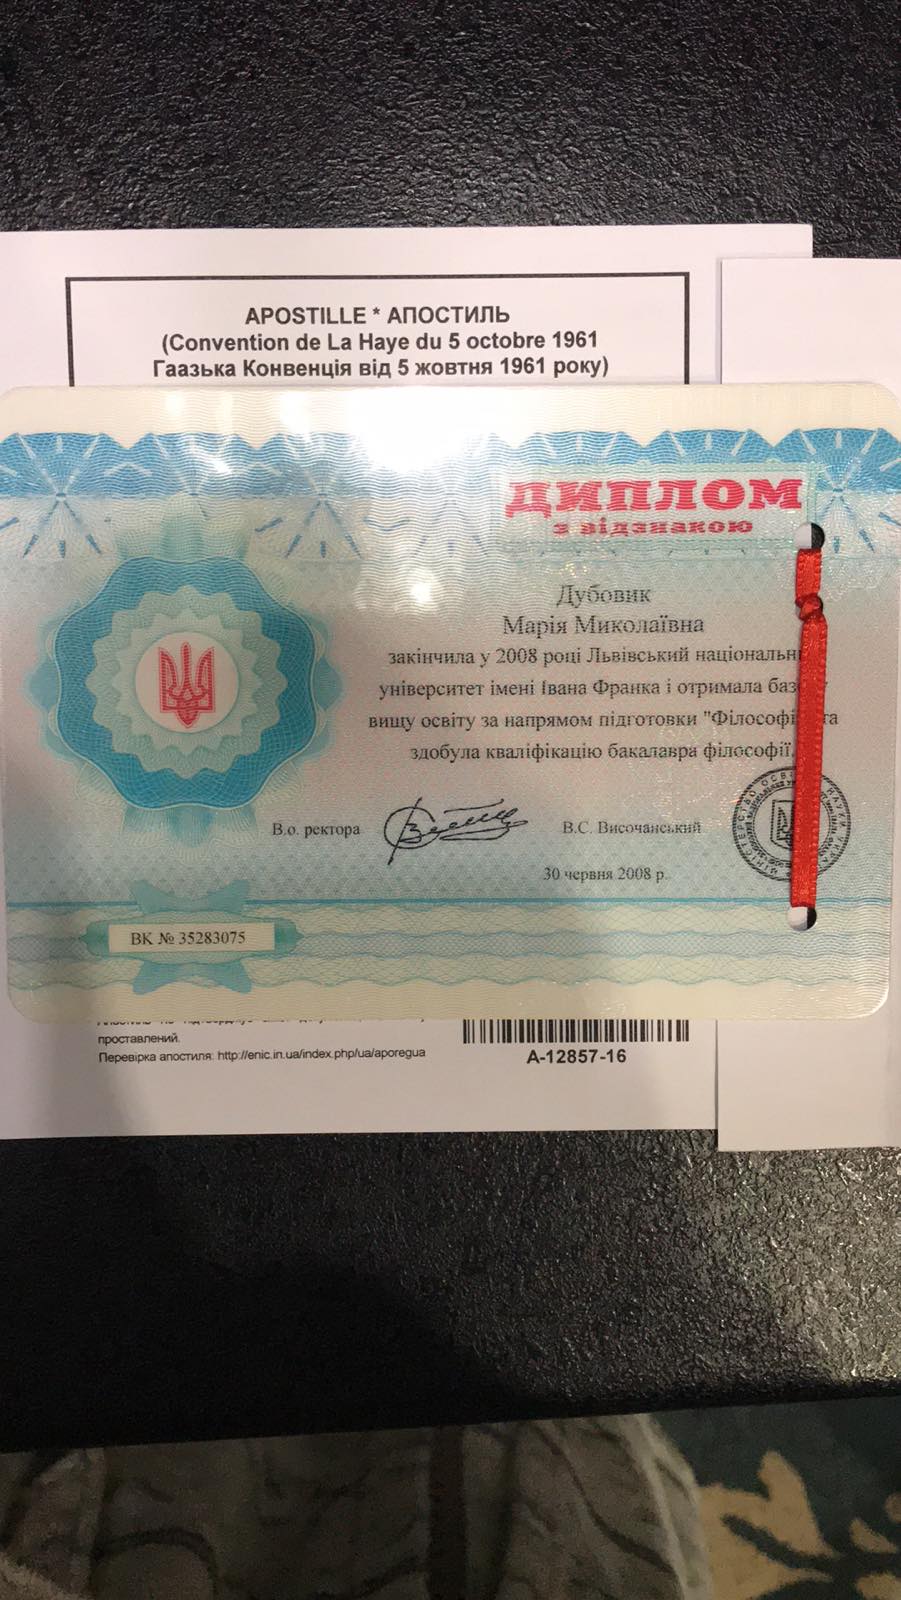 APOSTILLE * АПОСТИЛЬ
(Convention de La Haye du 5 octobre 1961
Гаазька Конвенція від 5 жовтня 1961 року)
ДИПЛОМ
з відзнакою
Дубовик
Марія Миколаївна
закінчила у 2008 році Львівський національн
університет імені Івана Франка і отримала баз у
вищу освіту за напрямом підготовки "Філософі та
здобула кваліфікацію бакалавра філософії.
В.о. ректора В.С. Височанський
30 червня 2008 р.
ВК № 35283075
проставлений.
Перевірка апостиля: http://enic.in.ua/index.php/ua/aporegua
A-12857-16